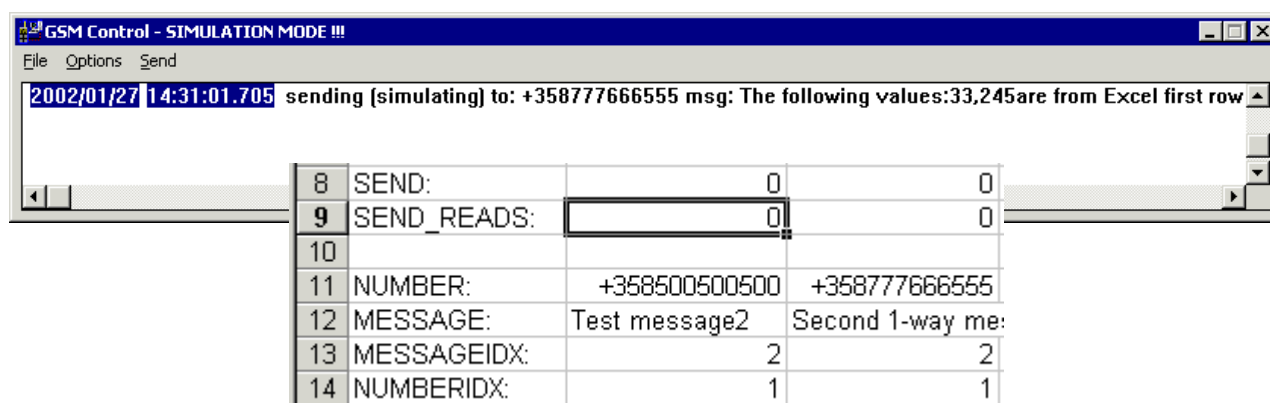 GSM Control - SIMULATION MODE !!!
File Options Send
2002/01/27 14:31:01.705 sending (simulating) to: +358777666555 msg: The following values:33,245are from Excel first row
8 SEND: 0 0
9 SEND_READS: 0 0
10
11 NUMBER: +358500500500 +358777666555
12 MESSAGE: Test message2 Second 1-way me
13 MESSAGEIDX: 2 2
14 NUMBERIDX: 1 1